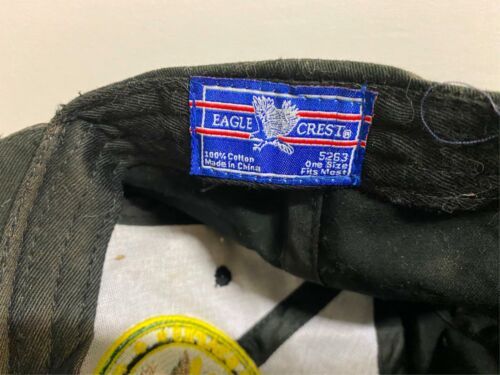 EAGLE CREST®
100% Cotton
Made in China
5263
One Size
Fits Most